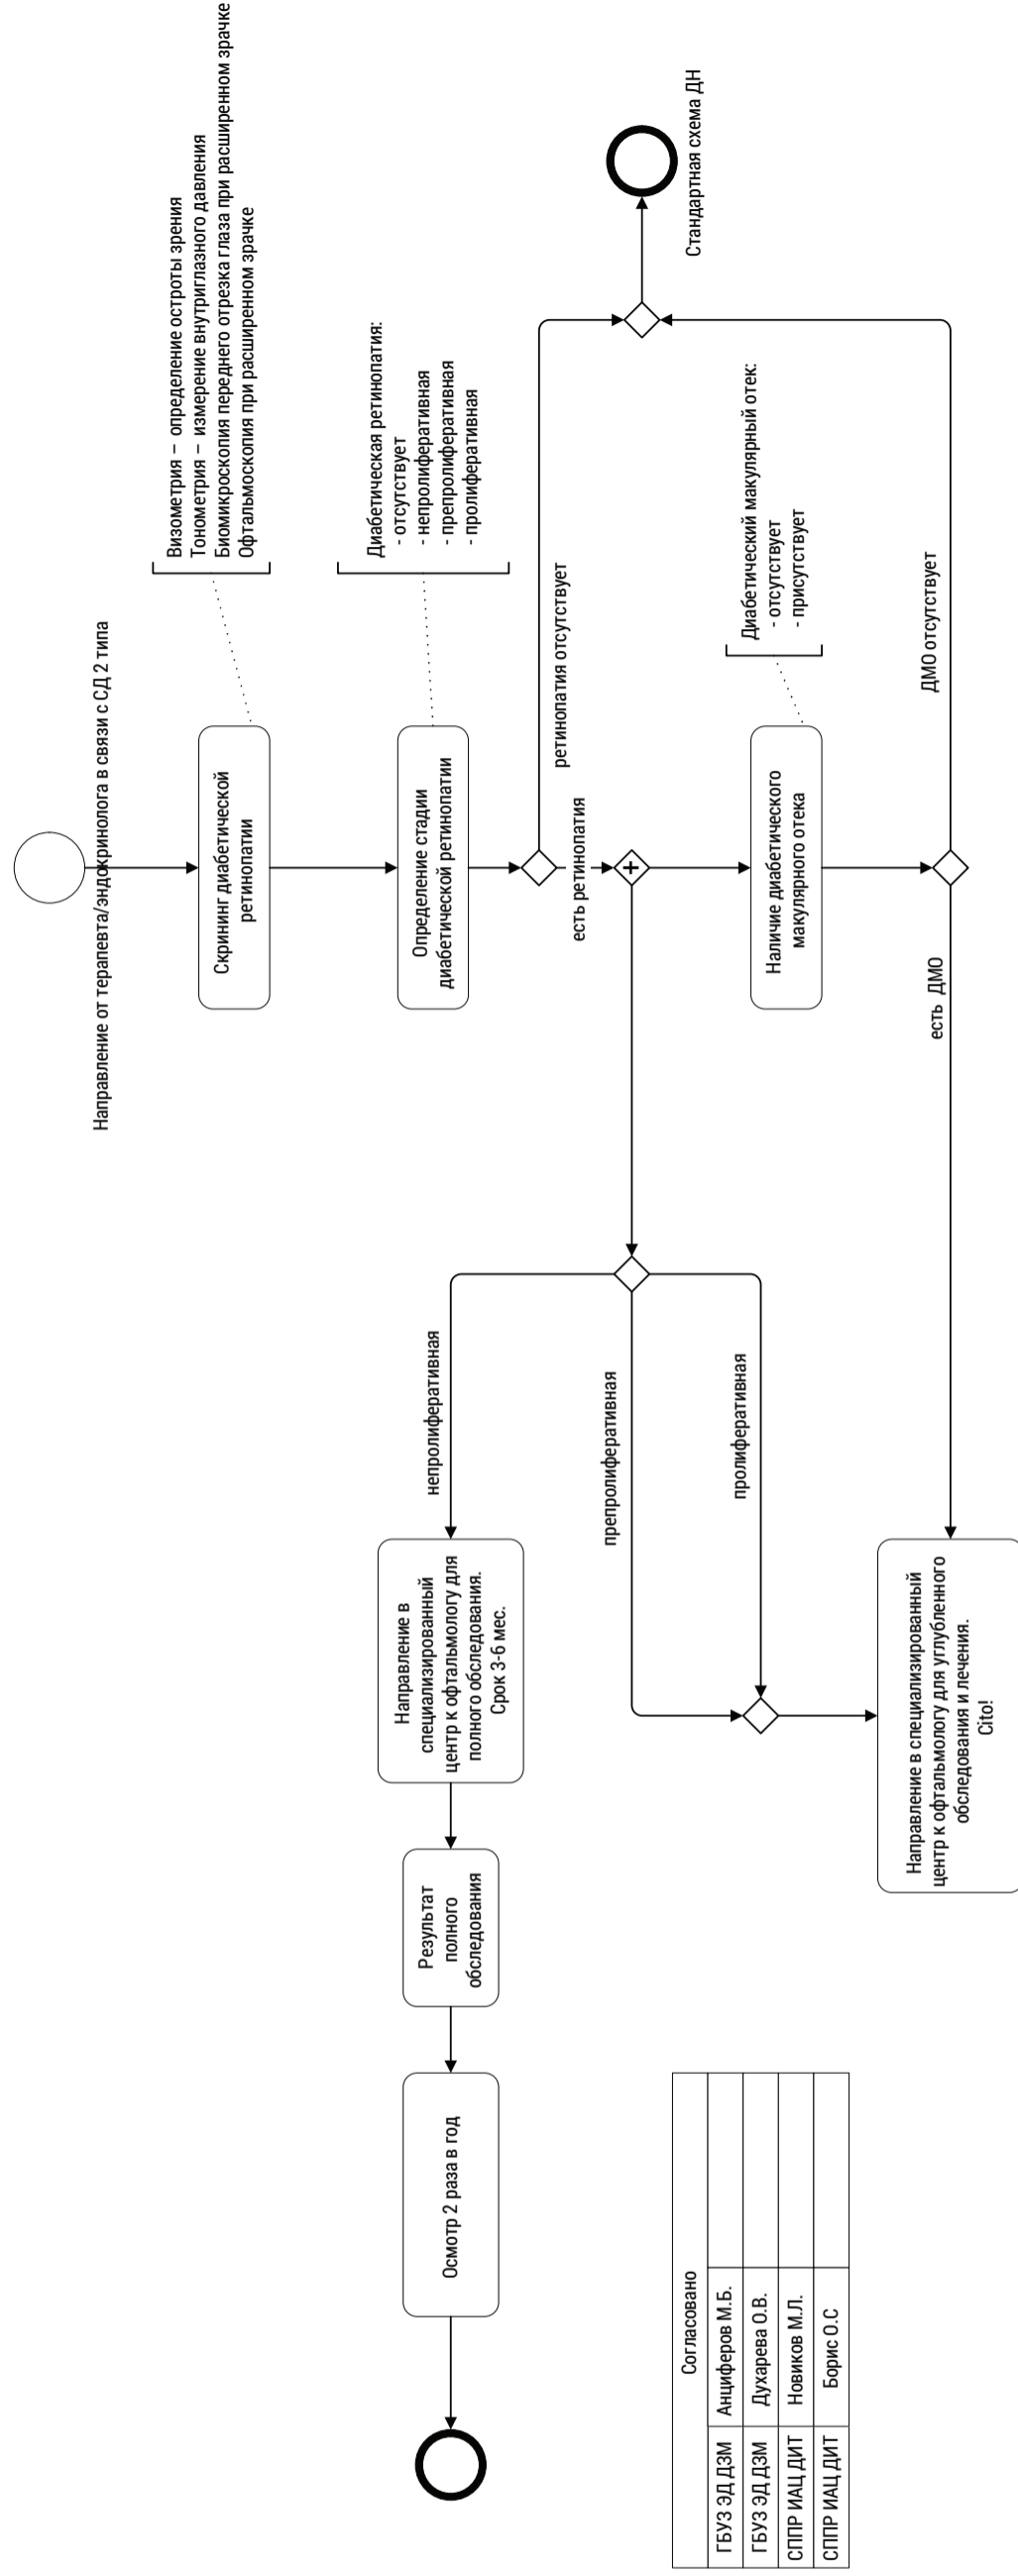 Направление от терапевта/эндокринолога в связи с СД 2 типа
Скрининг диабетической
ретинопатии
Визометрия – определение остроты зрения
Тонометрия – измерение внутриглазного давления
Биомикроскопия переднего отрезка глаза при расширенном зрачке
Офтальмоскопия при расширенном зрачке
Определение стадии
диабетической ретинопатии
Диабетическая ретинопатия:
- отсутствует
- непролиферативная
- препролиферативная
- пролиферативная
ретинопатия отсутствует
есть ретинопатия
Стандартная схема ДН
Наличие диабетического
макулярного отека
Диабетический макулярный отек:
- отсутствует
- присутствует
ДМО отсутствует
есть ДМО
непролиферативная
препролиферативная
пролиферативная
Направление в
специализированный
центр к офтальмологу для
полного обследования.
Срок 3-6 мес.
Результат
полного
обследования
Осмотр 2 раза в год
Направление в специализированный
центр к офтальмологу для углубленного
обследования и лечения.
Cito!
Согласовано
ГБУЗ ЭД ДЗМ Анциферов М.Б.
ГБУЗ ЭД ДЗМ Духарева О.В.
СППР ИАЦ ДИТ Новиков М.Л.
СППР ИАЦ ДИТ Борис О.С